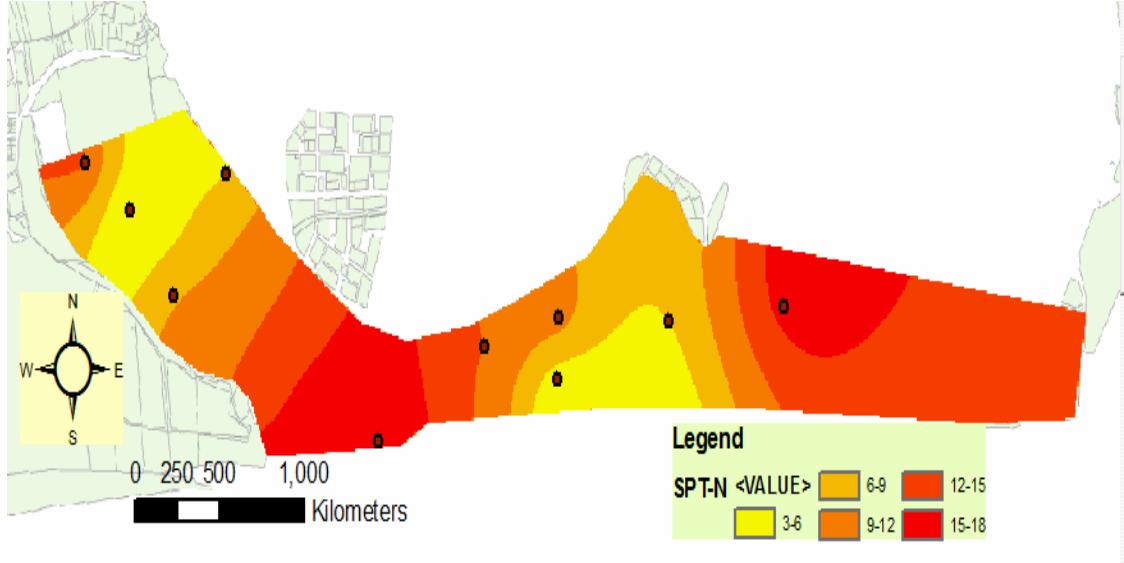 N
W E
S
0 250 500 1,000
Kilometers
Legend
SPT-N <VALUE>
3-6
6-9
9-12
12-15
15-18